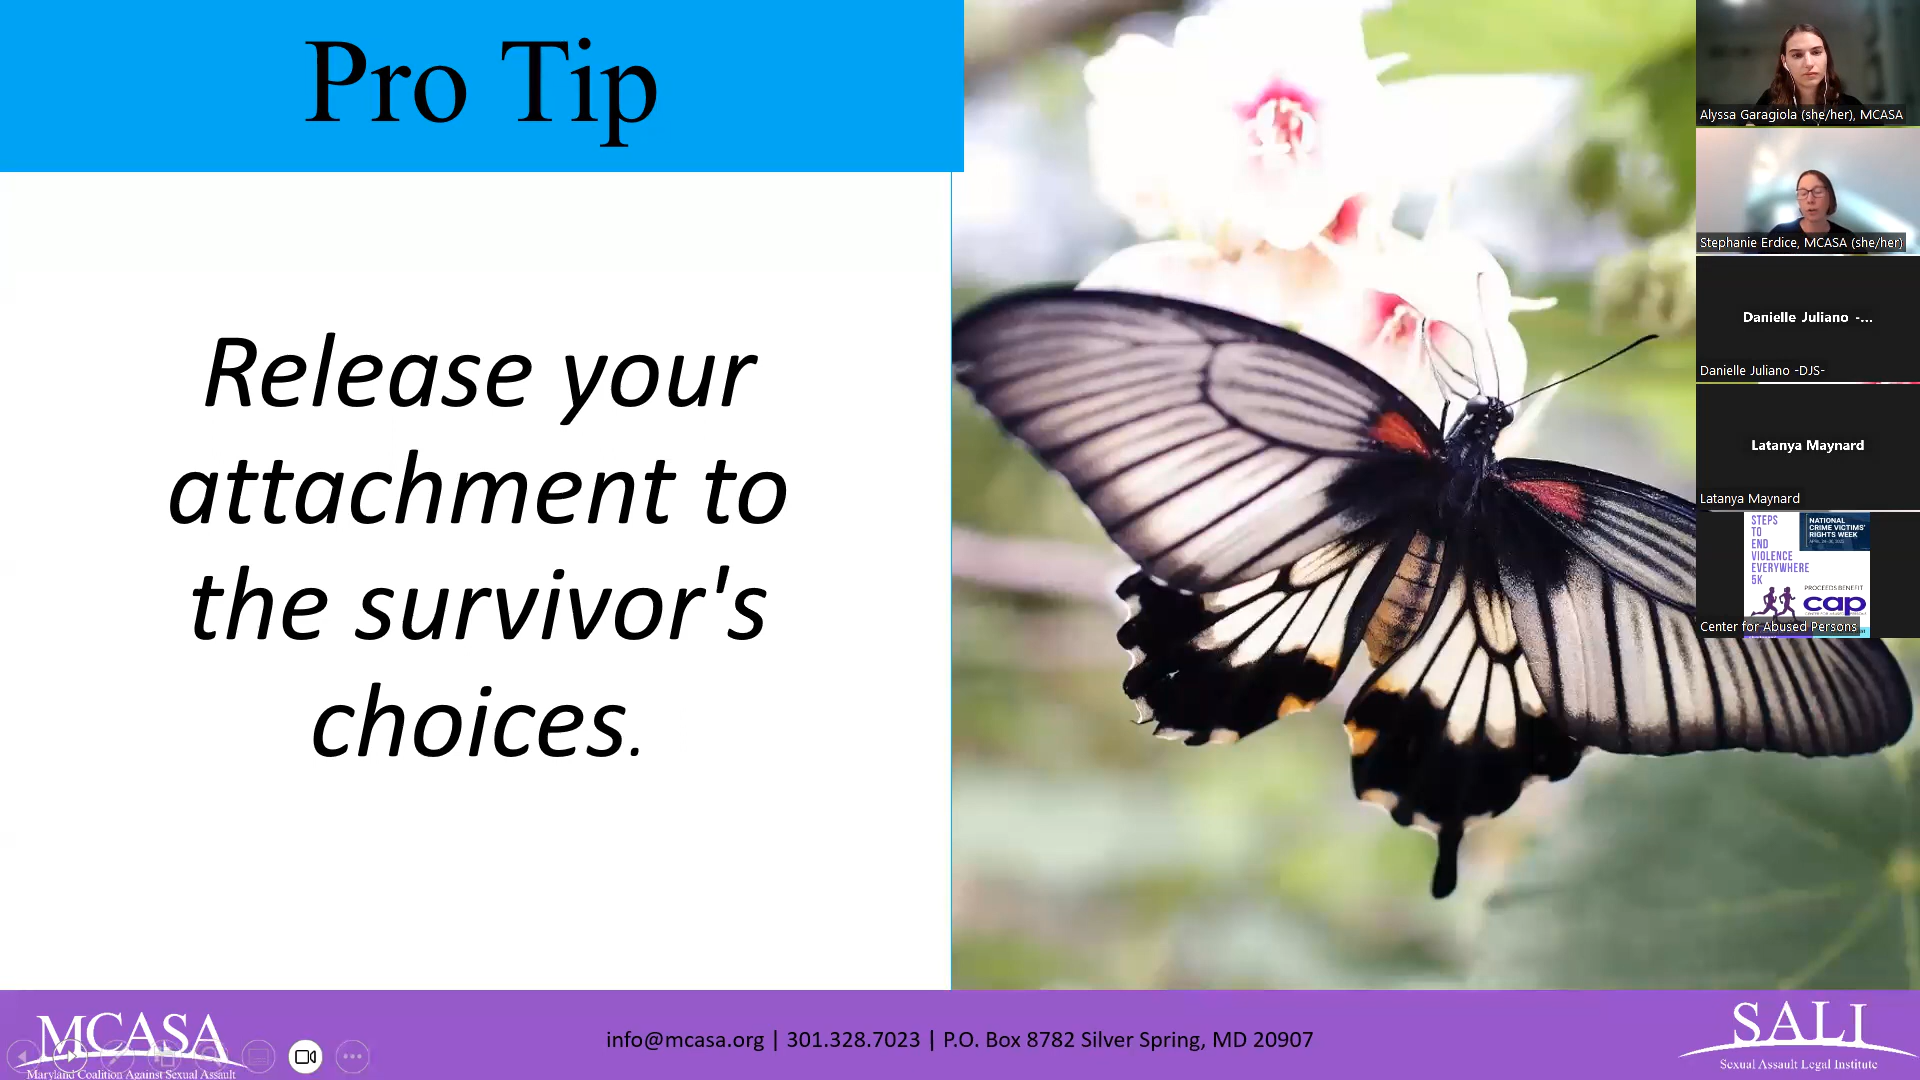 Pro Tip
Release your
attachment to
the survivor's
choices.
Alyssa Garagiola (she/her), MCASA
Stephanie Erdice, MCASA (she/her)
Danielle Juliano -...
Danielle Juliano -DJS-
Latanya Maynard
Latanya Maynard
STEPS
TO
END
VIOLENCE
EVERYWHERE
5K
NATIONAL
CRIME VICTIMS'
RIGHTS WEEK
PROCEEDS BENEFIT
cap
Center for Abused Persons
MCASA
Maryland Coalition Against Sexual Assault
info@mcasa.org | 301.328.7023 | P.O. Box 8782 Silver Spring, MD 20907
SALI
Sexual Assault Legal Institute